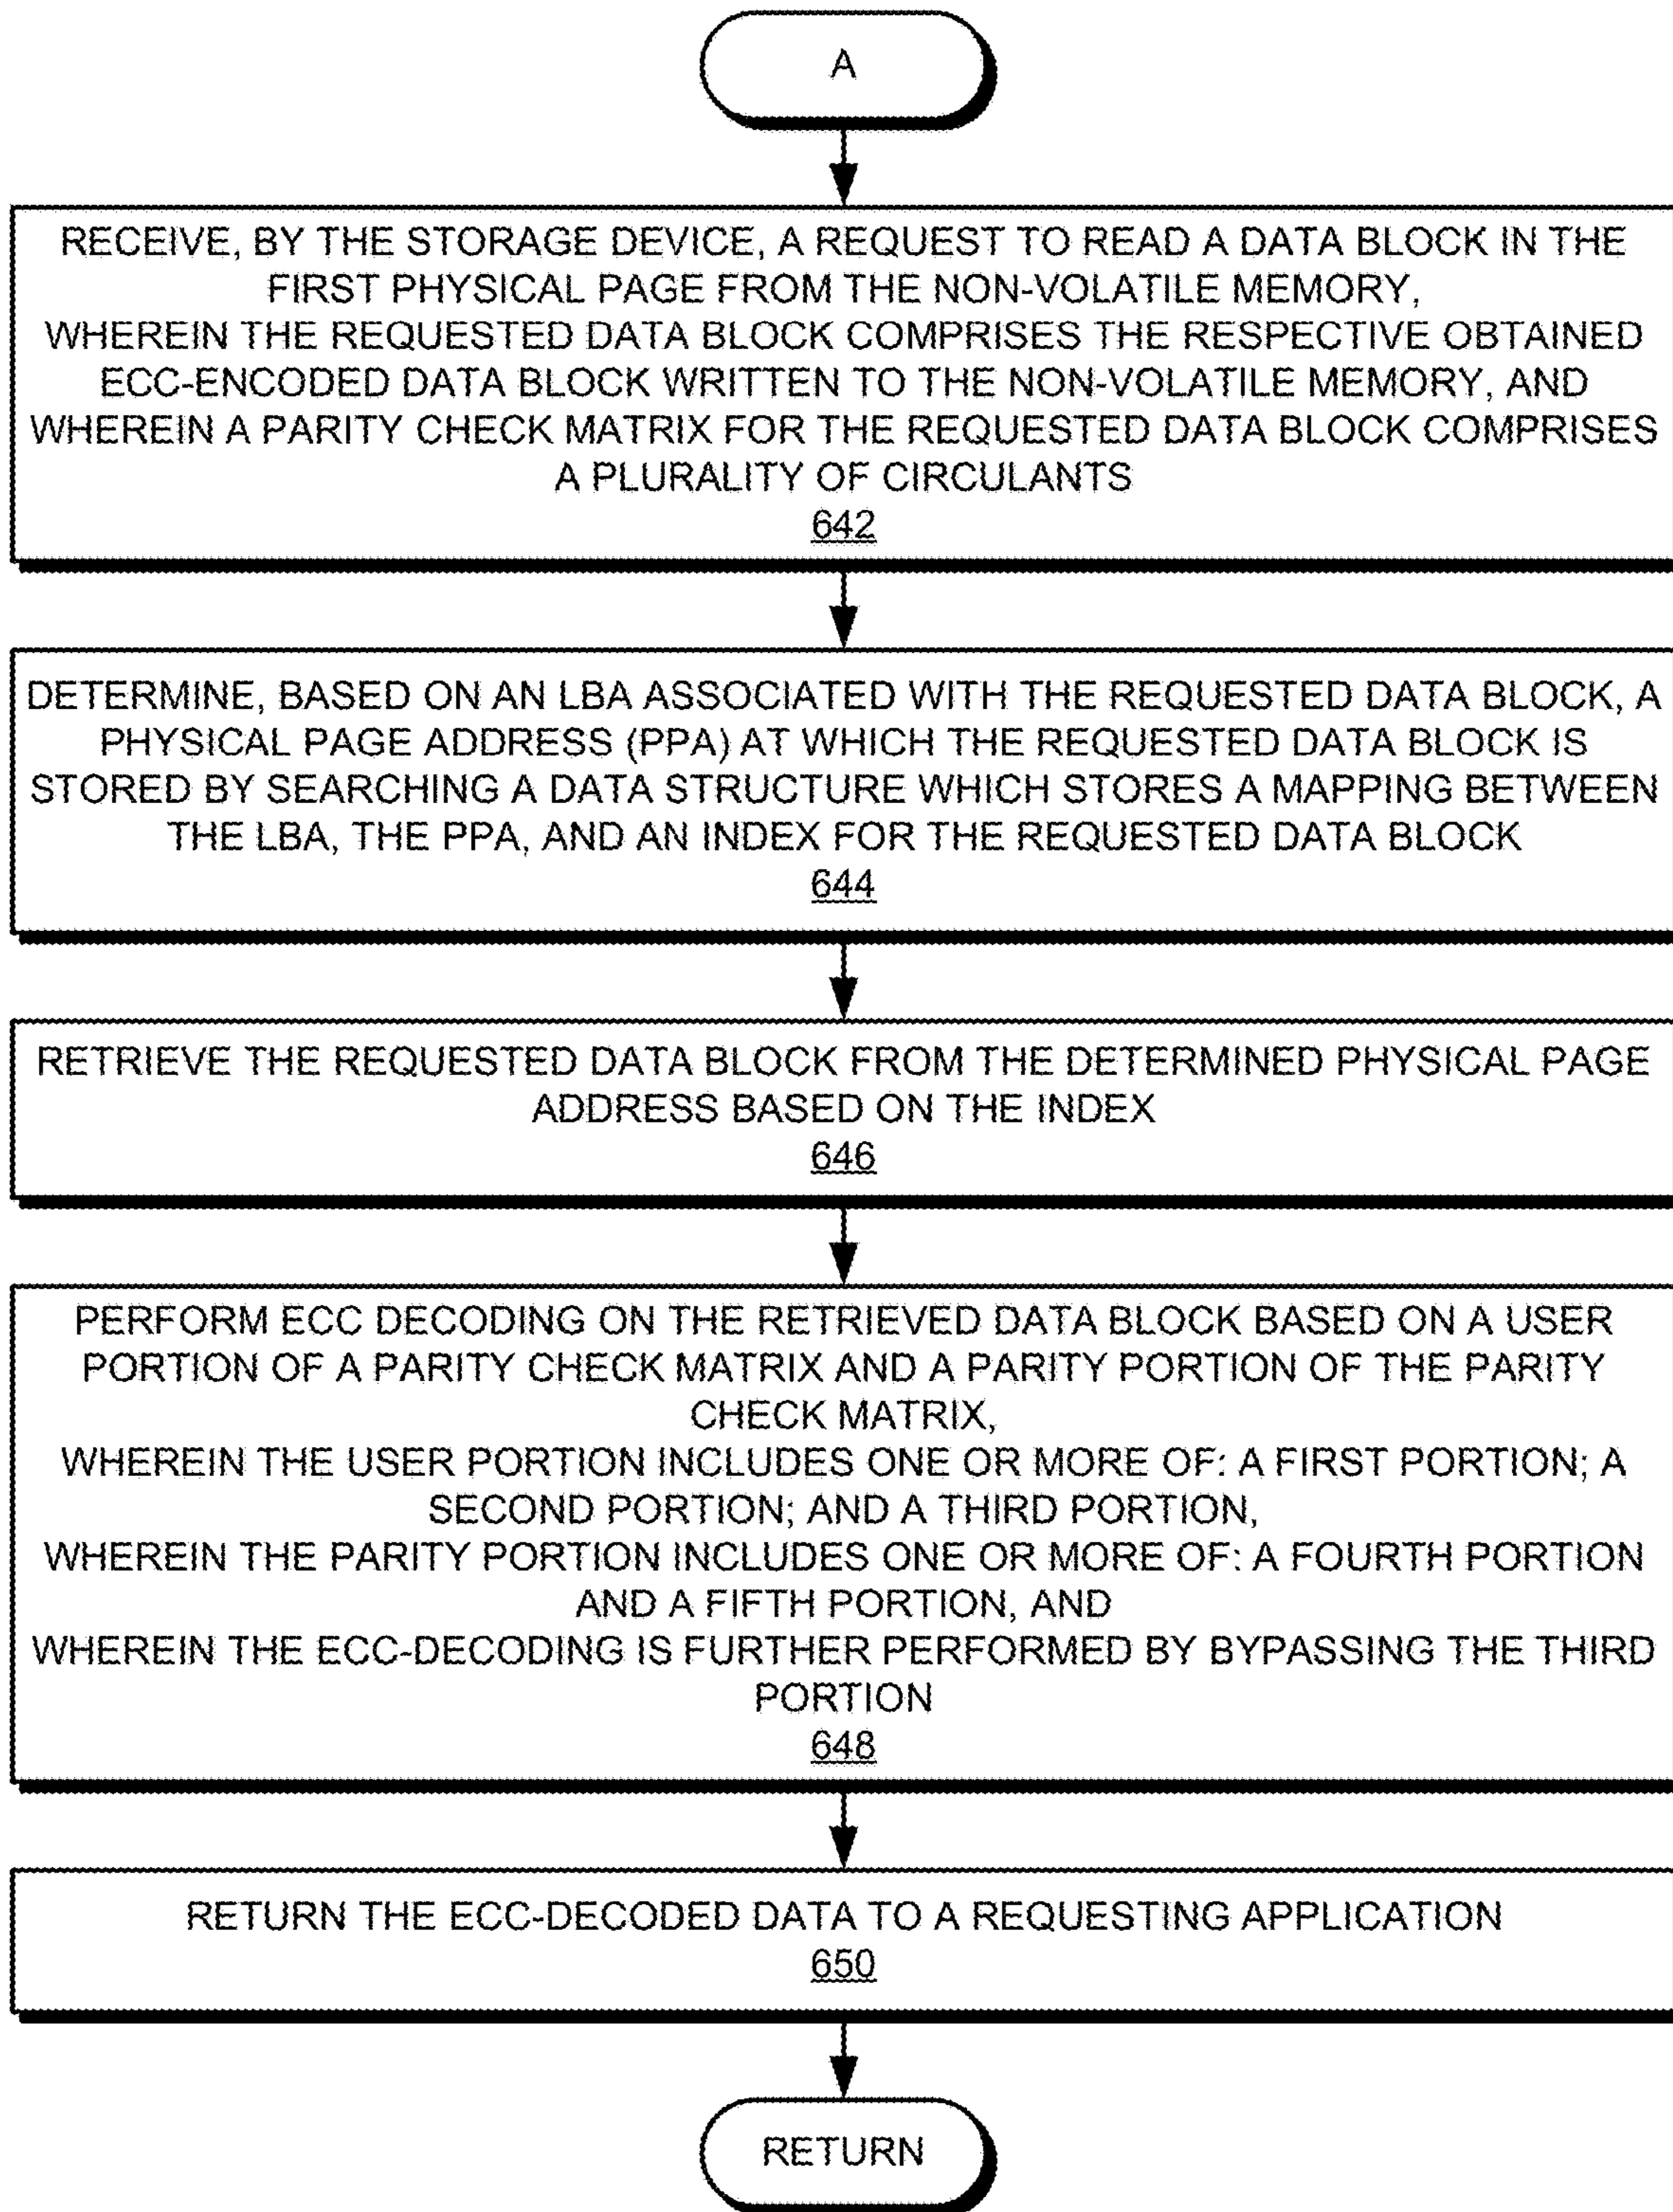 A
RECEIVE, BY THE STORAGE DEVICE, A REQUEST TO READ A DATA BLOCK IN THE
FIRST PHYSICAL PAGE FROM THE NON-VOLATILE MEMORY,
WHEREIN THE REQUESTED DATA BLOCK COMPRISES THE RESPECTIVE OBTAINED
ECC-ENCODED DATA BLOCK WRITTEN TO THE NON-VOLATILE MEMORY, AND
WHEREIN A PARITY CHECK MATRIX FOR THE REQUESTED DATA BLOCK COMPRISES
A PLURALITY OF CIRCULANTS
642
DETERMINE, BASED ON AN LBA ASSOCIATED WITH THE REQUESTED DATA BLOCK, A
PHYSICAL PAGE ADDRESS (PPA) AT WHICH THE REQUESTED DATA BLOCK IS
STORED BY SEARCHING A DATA STRUCTURE WHICH STORES A MAPPING BETWEEN
THE LBA, THE PPA, AND AN INDEX FOR THE REQUESTED DATA BLOCK
644
RETRIEVE THE REQUESTED DATA BLOCK FROM THE DETERMINED PHYSICAL PAGE
ADDRESS BASED ON THE INDEX
646
PERFORM ECC DECODING ON THE RETRIEVED DATA BLOCK BASED ON A USER
PORTION OF A PARITY CHECK MATRIX AND A PARITY PORTION OF THE PARITY
CHECK MATRIX,
WHEREIN THE USER PORTION INCLUDES ONE OR MORE OF: A FIRST PORTION; A
SECOND PORTION; AND A THIRD PORTION,
WHEREIN THE PARITY PORTION INCLUDES ONE OR MORE OF: A FOURTH PORTION
AND A FIFTH PORTION, AND
WHEREIN THE ECC-DECODING IS FURTHER PERFORMED BY BYPASSING THE THIRD
PORTION
648
RETURN THE ECC-DECODED DATA TO A REQUESTING APPLICATION
650
RETURN